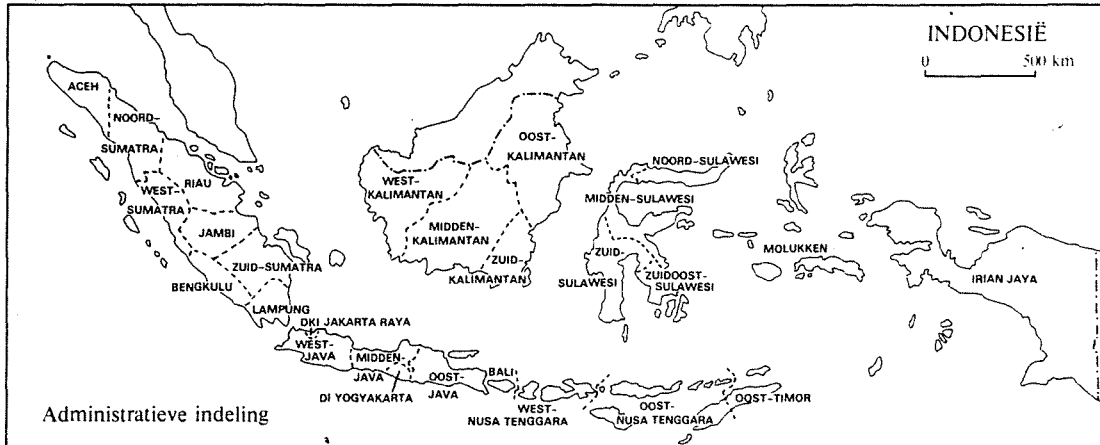 INDONESIË
0 500 km
ACEH
NOORD-
SUMATRA
WEST-
SUMATRA
RIAU
JAMBI
ZUID-SUMATRA
BENGKULU
LAMPUNG
DKI JAKARTA RAYA
WEST-
JAVA
MIDDEN-
JAVA
DI YOGYAKARTA
OOST-
JAVA
BALI
WEST-
NUSA TENGGARA
OOST-
NUSA TENGGARA
OOST-TIMOR
WEST-
KALIMANTAN
MIDDEN-
KALIMANTAN
OOST-
KALIMANTAN
ZUID-
KALIMANTAN
NOORD-SULAWESI
MIDDEN-SULAWESI
ZUID-
SULAWESI
ZUIDOOST-
SULAWESI
MOLUKKEN
IRIAN JAYA
Administratieve indeling